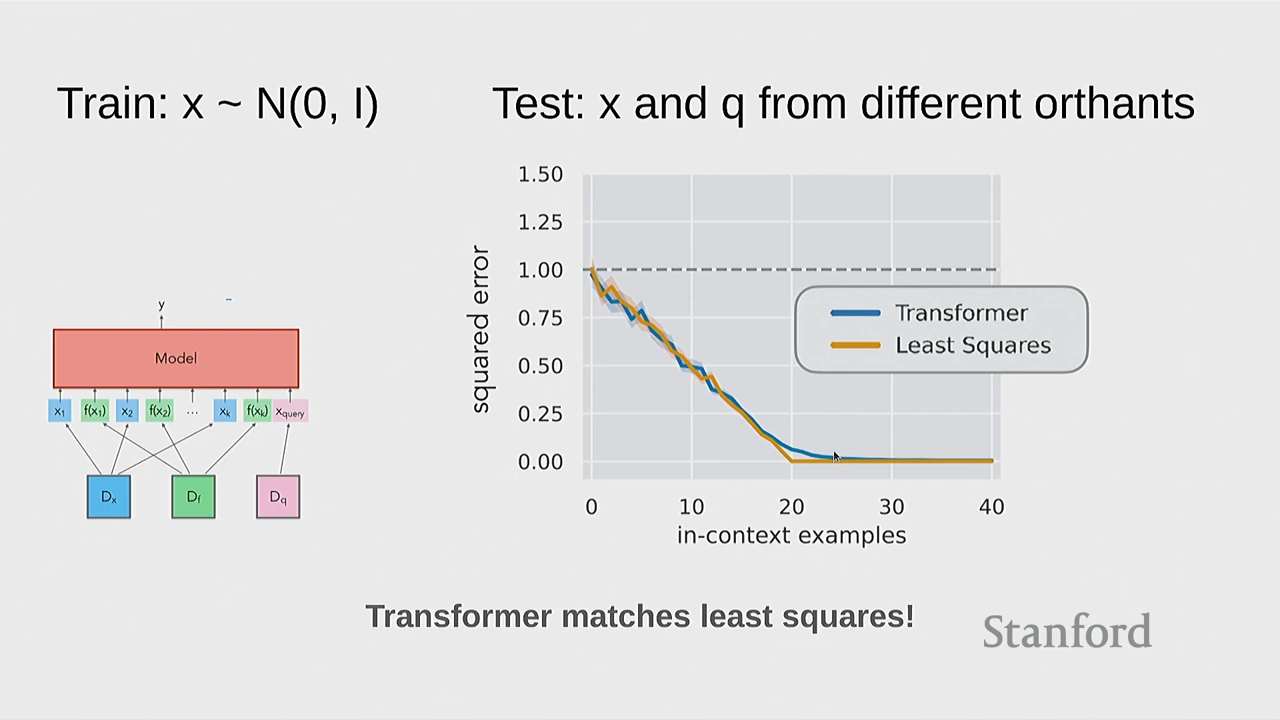 Train: x ~ N(0, I)
Test: x and q from different orthants
y
Model
x1 f(x1) x2 f(x2) ... xk f(xk) xquery
Dx Df Dq
squared error
1.50
1.25
1.00
0.75
0.50
0.25
0.00
Transformer
Least Squares
0 10 20 30 40
in-context examples
Transformer matches least squares!
Stanford